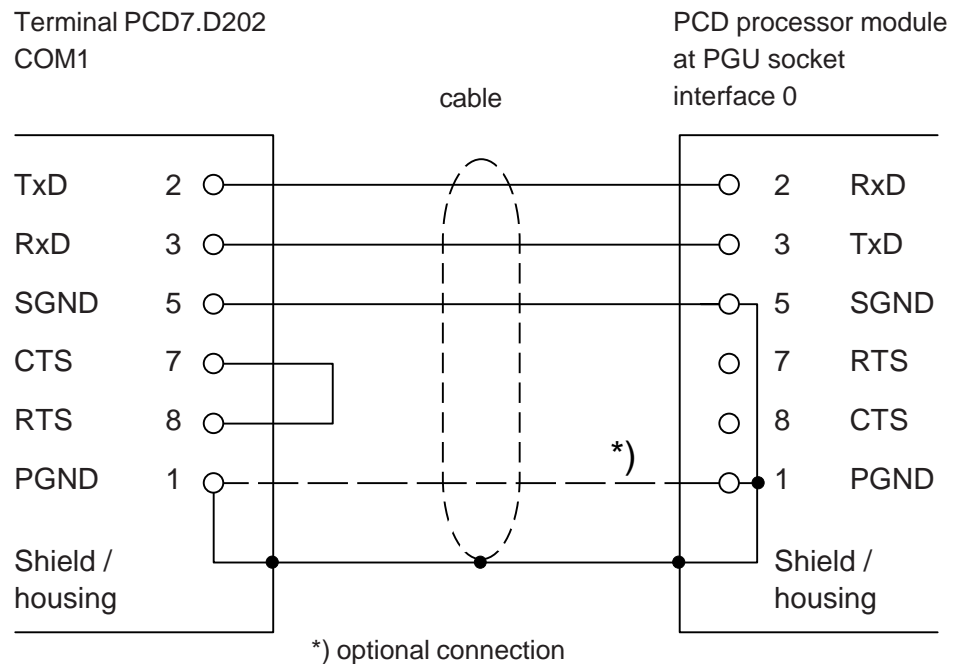 Terminal PCD7.D202
COM1
cable
PCD processor module
at PGU socket
interface 0
TxD 2 2 RxD
RxD 3 3 TxD
SGND 5 5 SGND
CTS 7 7 RTS
RTS 8 8 CTS
*)
PGND 1 1 PGND
Shield /
housing
Shield /
housing
*) optional connection